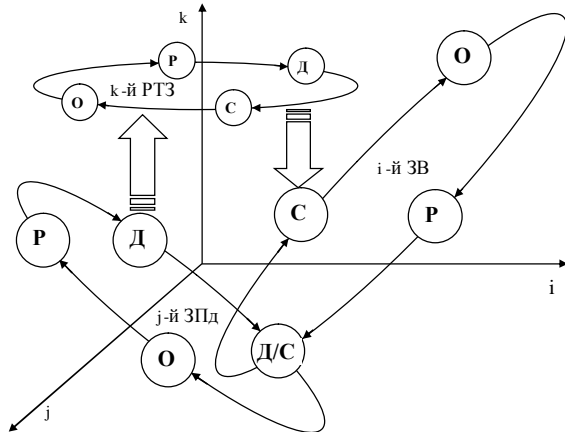 k
Р
Д
О
k-й РТЗ
С
О
i-й ЗВ
С
Р
Р
Д
i
j-й ЗПд
О
Д/С
j